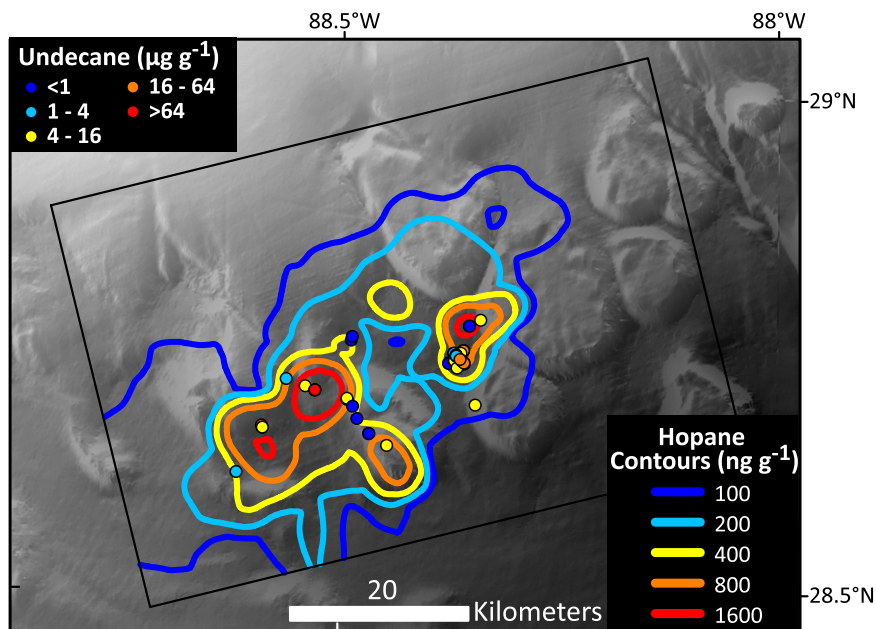 88.5°W 88°W
Undecane (µg g-1)
<1 16 - 64
1 - 4 >64
4 - 16
29°N
Hopane
Contours (ng g-1)
100
200
400
800
1600
20
Kilometers
28.5°N